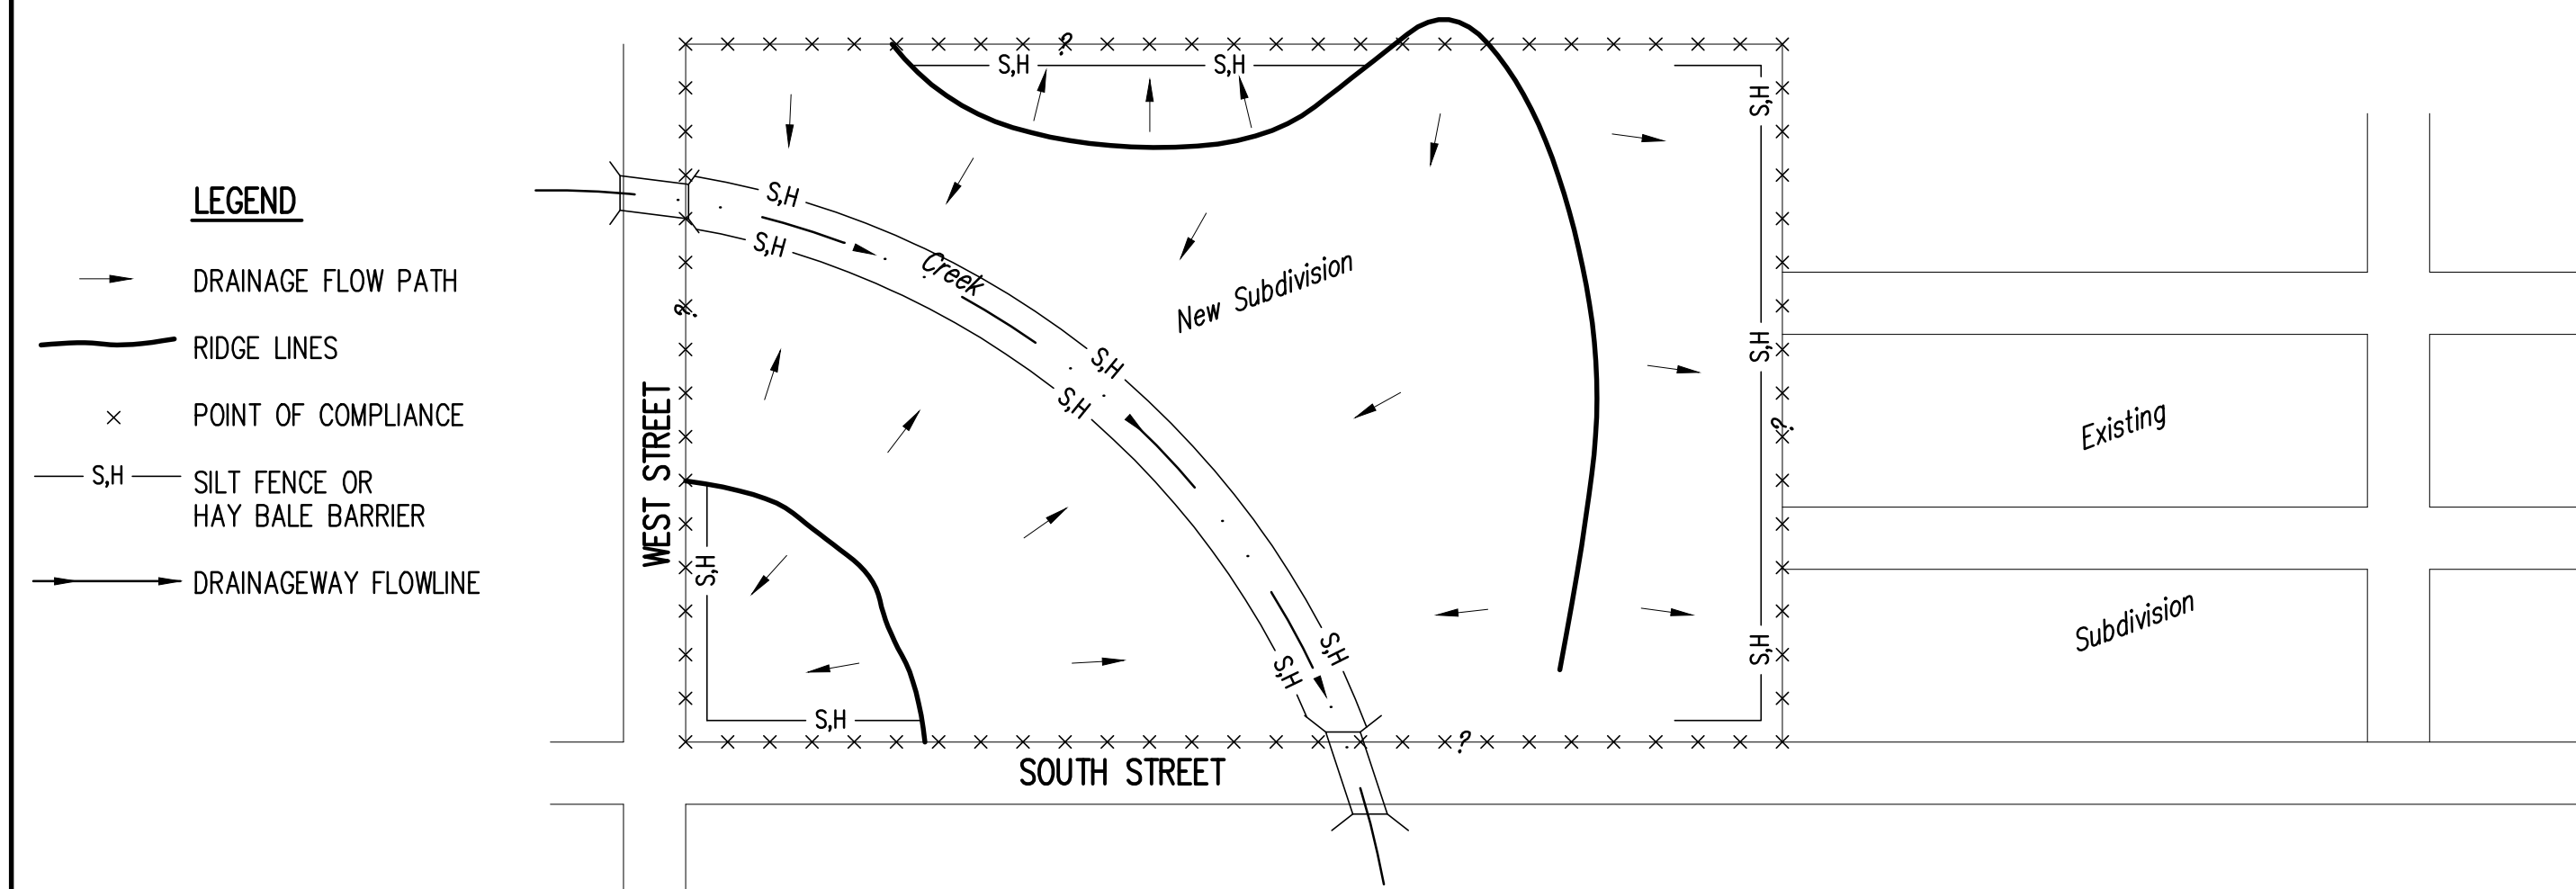 LEGEND
DRAINAGE FLOW PATH
RIDGE LINES
POINT OF COMPLIANCE
S,H
SILT FENCE OR
HAY BALE BARRIER
DRAINAGEWAY FLOWLINE
?
S,H
S,H
S,H
S,H
S,H
Creek
New Subdivision
?
S,H
S,H
S,H
WEST STREET
?
Existing
S,H
S,H
S,H
S,H
Subdivision
S,H
?
SOUTH STREET